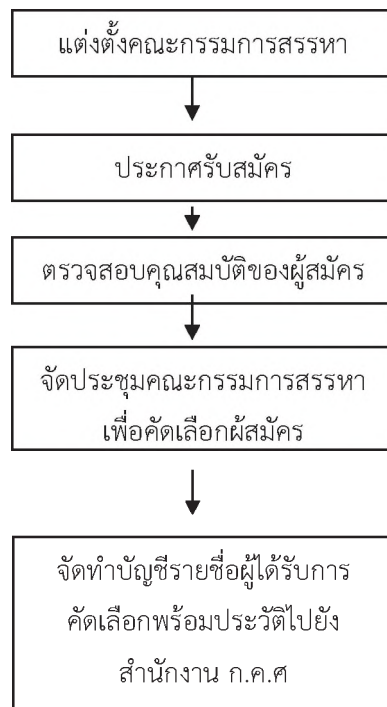 แต่งตั้งคณะกรรมการสรรหา
ประกาศรับสมัคร
ตรวจสอบคุณสมบัติของผู้สมัคร
จัดประชุมคณะกรรมการสรรหา
เพื่อคัดเลือกผู้สมัคร
จัดทำบัญชีรายชื่อผู้ได้รับการ
คัดเลือกพร้อมประวัติไปยัง
สำนักงาน ก.ค.ศ